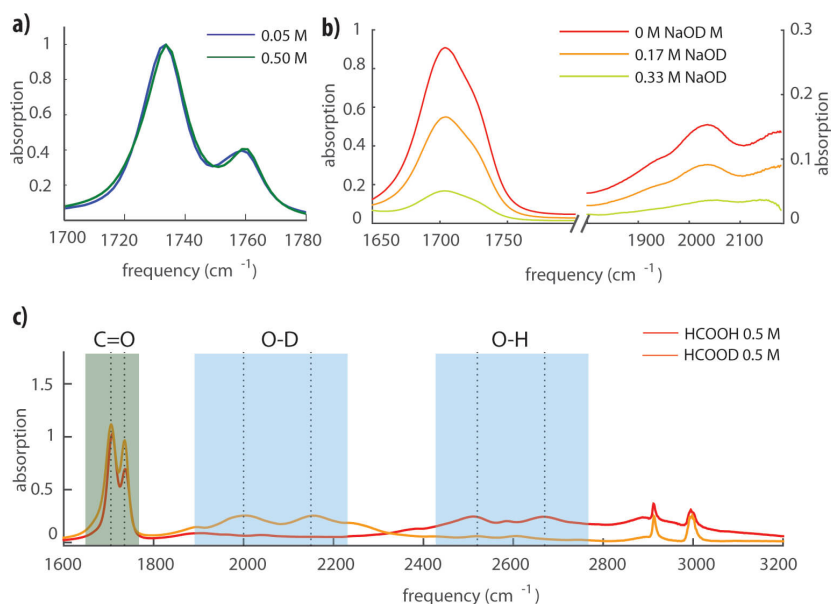 a)
0.05 M
0.50 M
absorption
1
0.8
0.6
0.4
0.2
1700 1720 1740 1760 1780
frequency (cm -1)
b)
0 M NaOD M
0.17 M NaOD
0.33 M NaOD
absorption
1
0.8
0.6
0.4
0.2
0
0.3
0.2
0.1
0
absorption
1650 1700 1750 1900 2000 2100
frequency (cm -1)
c)
C=O O-D O-H
HCOOH 0.5 M
HCOOD 0.5 M
absorption
1.5
1
0.5
0
1600 1800 2000 2200 2400 2600 2800 3000 3200
frequency (cm -1)